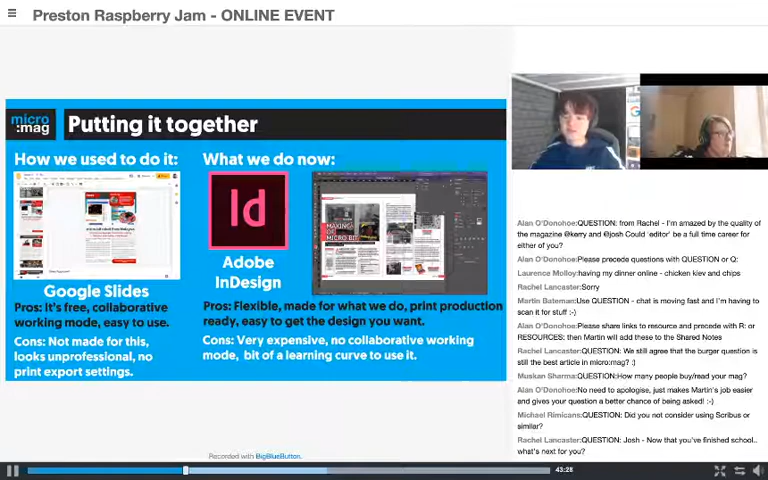 Preston Raspberry Jam - ONLINE EVENT
micro
:mag
Putting it together
How we used to do it:
What we do now:
Id
Adobe
InDesign
Google Slides
Pros: It's free, collaborative
working mode, easy to use.
Cons: Not made for this,
looks unprofessional, no
print export settings.
Pros: Flexible, made for what we do, print production
ready, easy to get the design you want.
Cons: Very expensive, no collaborative working
mode, bit of a learning curve to use it.
Recorded with BigBlueButton.
Alan O'Donohoe:QUESTION: from Rachel - I'm amazed by the quality of
the magazine @kerry and @josh Could 'editor' be a full time career for
either of you?
Alan O'Donohoe:Please precede questions with QUESTION or Q:
Laurence Molloy:having my dinner online - chicken kiev and chips
Rachel Lancaster:Sorry
Martin Bateman:Use QUESTION - chat is moving fast and I'm having to
scan it for stuff :-)
Alan O'Donohoe:Please share links to resource and precede with R: or
RESOURCES: then Martin will add these to the Shared Notes
Rachel Lancaster:QUESTION: We still agree that the burger question is
still the best article in micro:mag? :)
Muskan Sharma:QUESTION:How many people buy/read your mag?
Alan O'Donohoe:No need to apologise, just makes Martin's job easier
and gives your question a better chance of being asked! :-)
Michael Rimicans:QUESTION: Did you not consider using Scribus or
similar?
Rachel Lancaster:QUESTION: Josh - Now that you've finished school..
what's next for you?
43:28